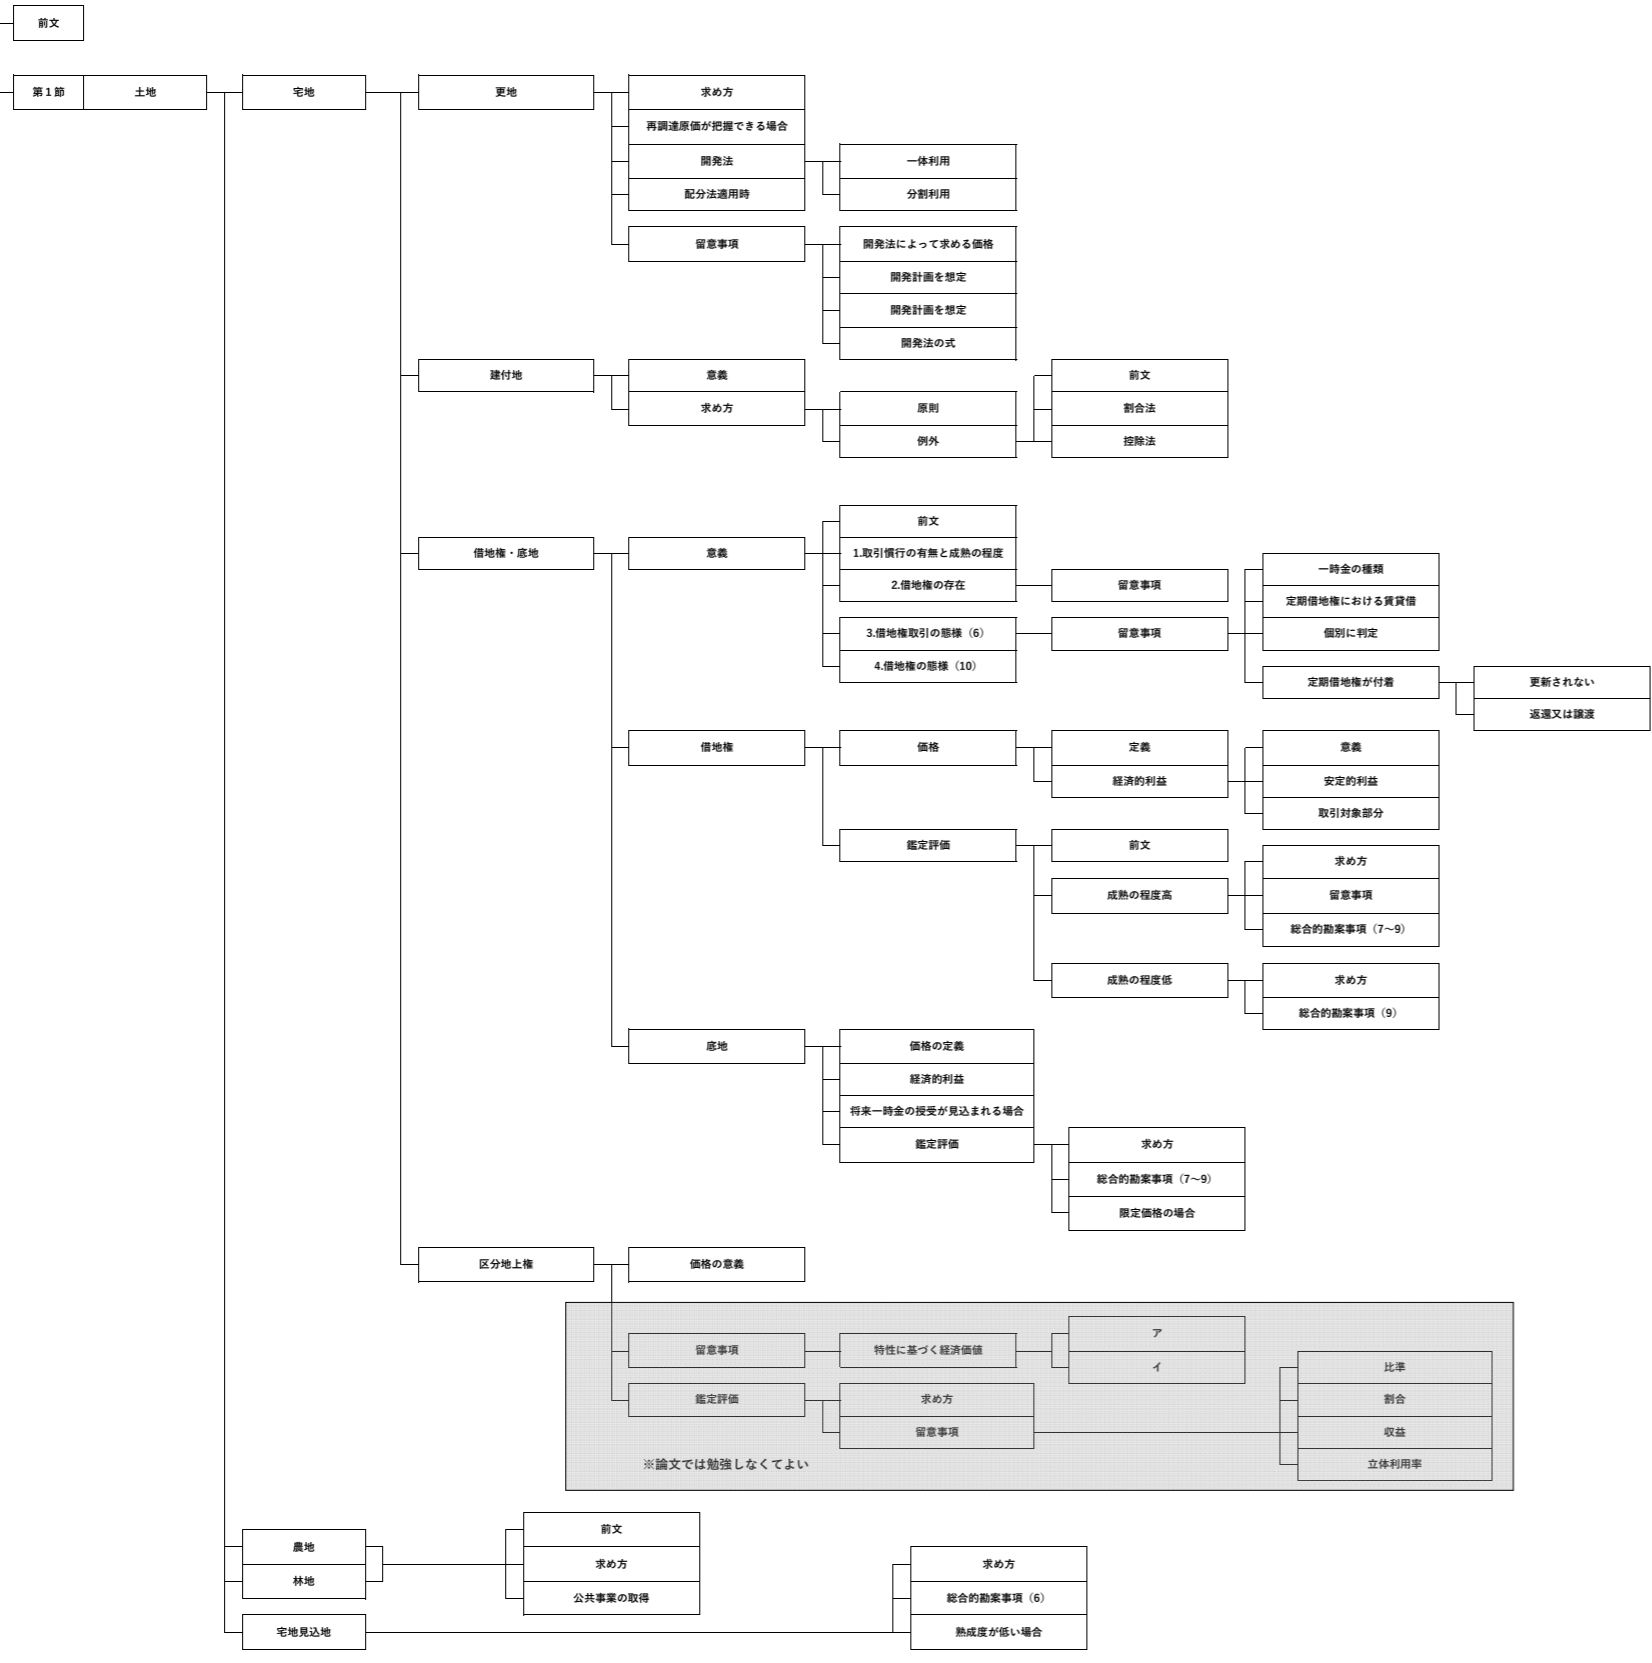 前文
第１節
土地
宅地
更地
求め方
再調達原価が把握できる場合
開発法
一体利用
分割利用
配分法適用時
留意事項
開発法によって求める価格
開発計画を想定
開発計画を想定
開発法の式
建付地
意義
求め方
原則
例外
前文
割合法
控除法
借地権・底地
意義
前文
1.取引慣行の有無と成熟の程度
2.借地権の存在
留意事項
3.借地権取引の態様（6）
留意事項
一時金の種類
定期借地権における賃貸借
個別に判定
定期借地権が付着
更新されない
返還又は譲渡
4.借地権の態様（10）
借地権
価格
定義
経済的利益
意義
安定的利益
取引対象部分
鑑定評価
前文
成熟の程度高
求め方
留意事項
総合的勘案事項（7～9）
成熟の程度低
求め方
総合的勘案事項（9）
底地
価格の定義
経済的利益
将来一時金の授受が見込まれる場合
鑑定評価
求め方
総合的勘案事項（7～9）
限定価格の場合
区分地上権
価格の意義
留意事項
特性に基づく経済価値
ア
イ
鑑定評価
求め方
留意事項
比準
割合
収益
立体利用率
※論文では勉強しなくてよい
農地
林地
前文
求め方
公共事業の取得
宅地見込地
求め方
総合的勘案事項（6）
熟成度が低い場合